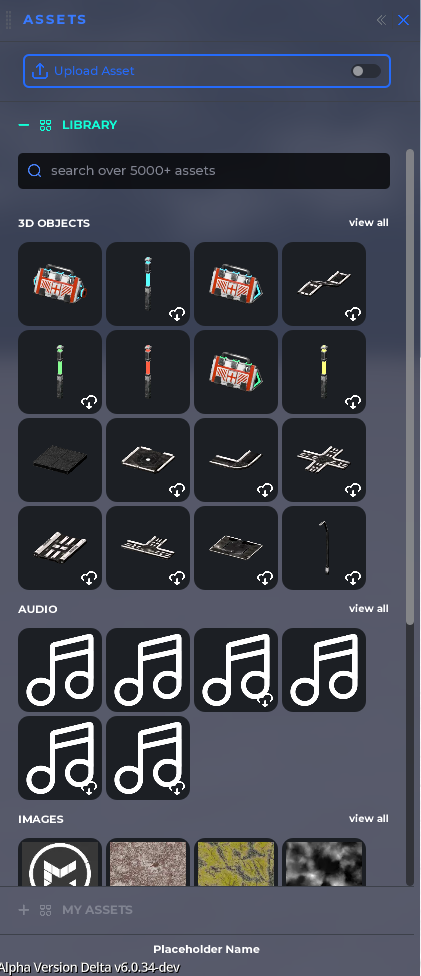 ASSETS
Upload Asset
LIBRARY
search over 5000+ assets
3D OBJECTS view all
AUDIO view all
IMAGES view all
MY ASSETS
Placeholder Name
Alpha Version Delta v6.0.34-dev